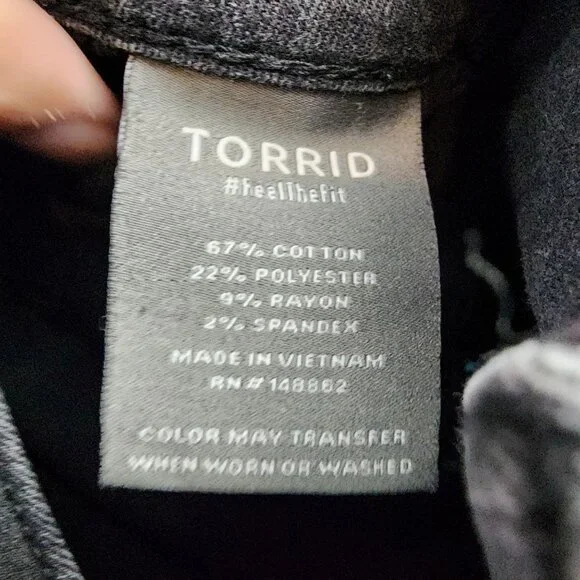 TORRID
#FeelTheFit
67% COTTON
22% POLYESTER
9% RAYON
2% SPANDEX
MADE IN VIETNAM
RN# 148862
COLOR MAY TRANSFER
WHEN WORN OR WASHED